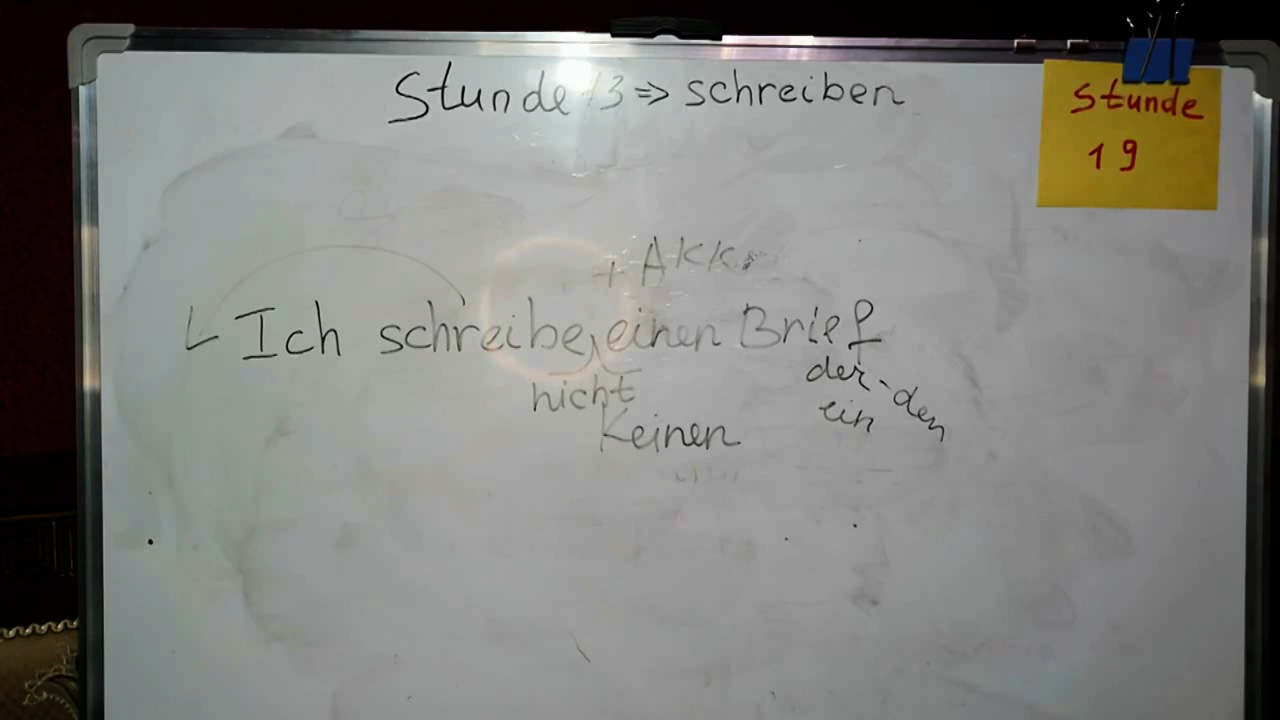 Stunde 13 => schreiben
Stunde
19
+ Akk.
Ich schreibe, einen Brief
nicht
Keinen
der - den
ein